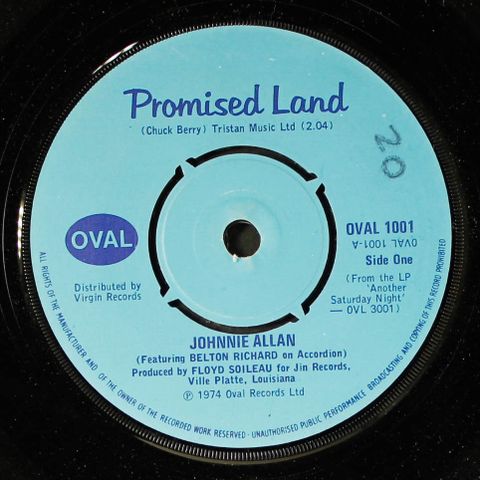 Promised Land
(Chuck Berry) Tristan Music Ltd (2.04)
20
OVAL
OVAL 1001
OVAL 1001-A
Side One
(From the LP
'Another
Saturday Night'
— OVL 3001)
Distributed by
Virgin Records
JOHNNIE ALLAN
(Featuring BELTON RICHARD on Accordion)
Produced by FLOYD SOILEAU for Jin Records,
Ville Platte, Louisiana
℗ 1974 Oval Records Ltd
ALL RIGHTS OF THE MANUFACTURER AND OF THE OWNER OF THE RECORDED WORK RESERVED · UNAUTHORISED PUBLIC PERFORMANCE BROADCASTING AND COPYING OF THIS RECORD PROHIBITED